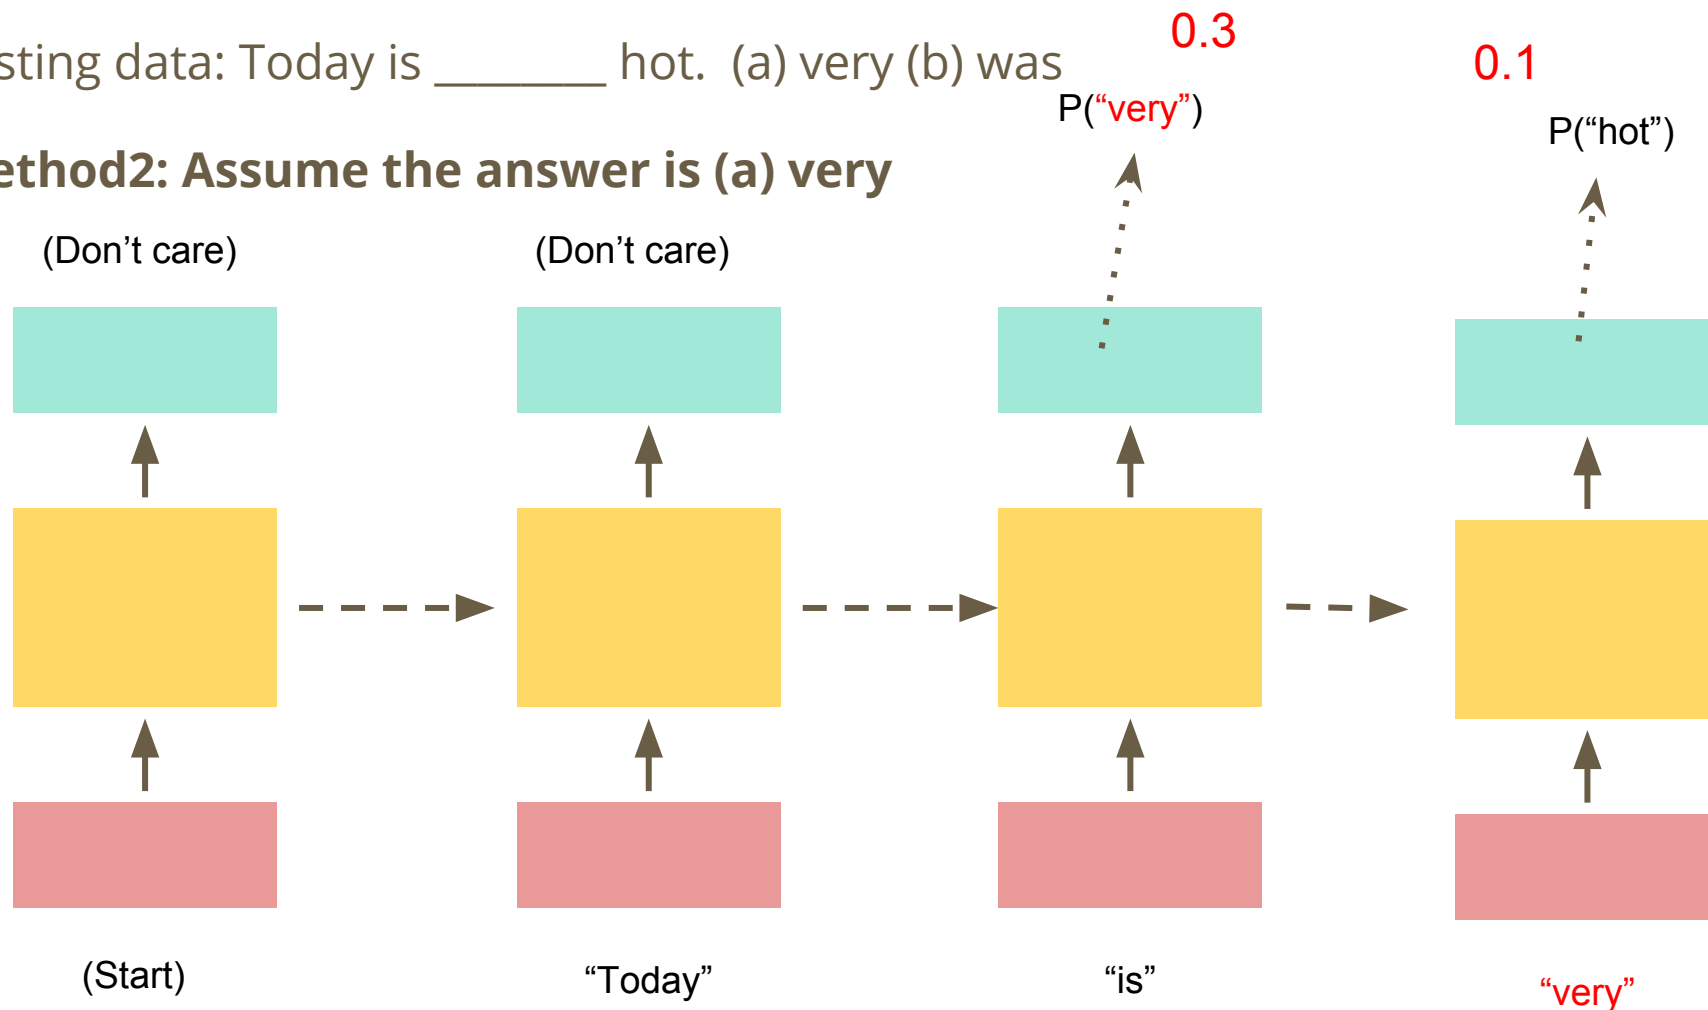 sting data: Today is ________ hot. (a) very (b) was
0.3
0.1
P(“very”)
P(“hot”)
ethod2: Assume the answer is (a) very
(Don’t care)
(Don’t care)
(Start)
“Today”
“is”
“very”